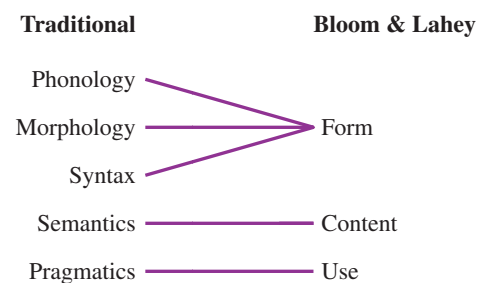 Traditional Bloom & Lahey
Phonology
Morphology Form
Syntax
Semantics Content
Pragmatics Use